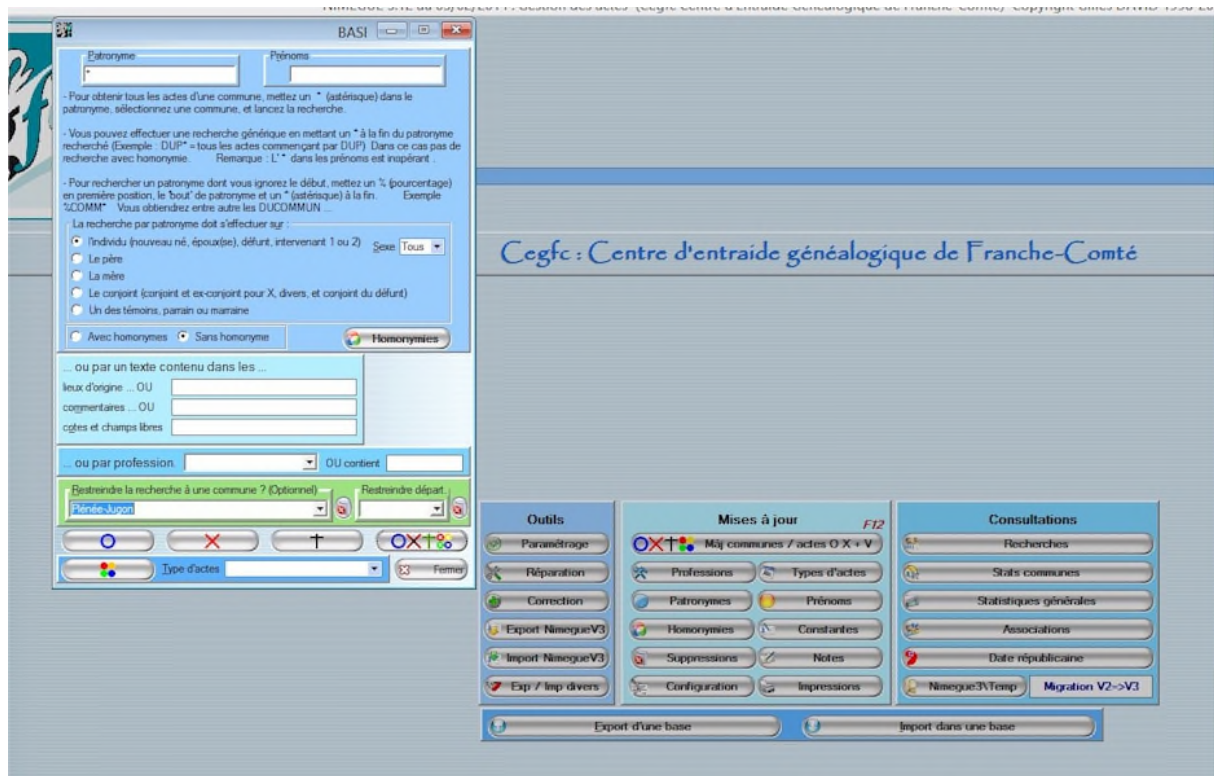 BASI
Patronyme
Prénoms
*
- Pour obtenir tous les actes d'une commune, mettez un * (astérisque) dans le
patronyme, sélectionnez une commune, et lancez la recherche.
- Vous pouvez effectuer une recherche générique en mettant un * à la fin du patronyme
recherché (Exemple : DUP* = tous les actes commençant par DUP) Dans ce cas pas de
recherche avec homonymie. Remarque : L' * dans les prénoms est inopérant .
- Pour rechercher un patronyme dont vous ignorez le début, mettez un % (pourcentage)
en première position, le 'bout' de patronyme et un * (astérisque) à la fin. Exemple
%COMM* Vous obtiendrez entre autre les DUCOMMUN ...
La recherche par patronyme doit s'effectuer sur :
l'individu (nouveau né, époux(se), défunt, intervenant 1 ou 2)
Sexe Tous
Le père
La mère
Le conjoint (conjoint et ex-conjoint pour X, divers, et conjoint du défunt)
Un des témoins, parrain ou marraine
Avec homonymes Sans homonyme
Homonymies
... ou par un texte contenu dans les ...
lieux d'origine ... OU
commentaires ... OU
cotes et champs libres
... ou par profession
OU contient
Restreindre la recherche à une commune ? (Optionnel)
Restreindre départ.
Plénée-Jugon
Type d'actes
Fermer
Cegfc : Centre d'entraide généalogique de Franche-Comté
Outils
Paramétrage
Réparation
Correction
Export NimegueV3
Import NimegueV3
Exp / Imp divers
Mises à jour F12
OX†
Màj communes / actes O X + V
Professions
Types d'actes
Patronymes
Prénoms
Homonymies
Constantes
Suppressions
Notes
Configuration
Impressions
Consultations
Recherches
Stats communes
Statistiques générales
Associations
Date républicaine
Nimegue3\Temp
Migration V2->V3
Export d'une base
Import dans une base